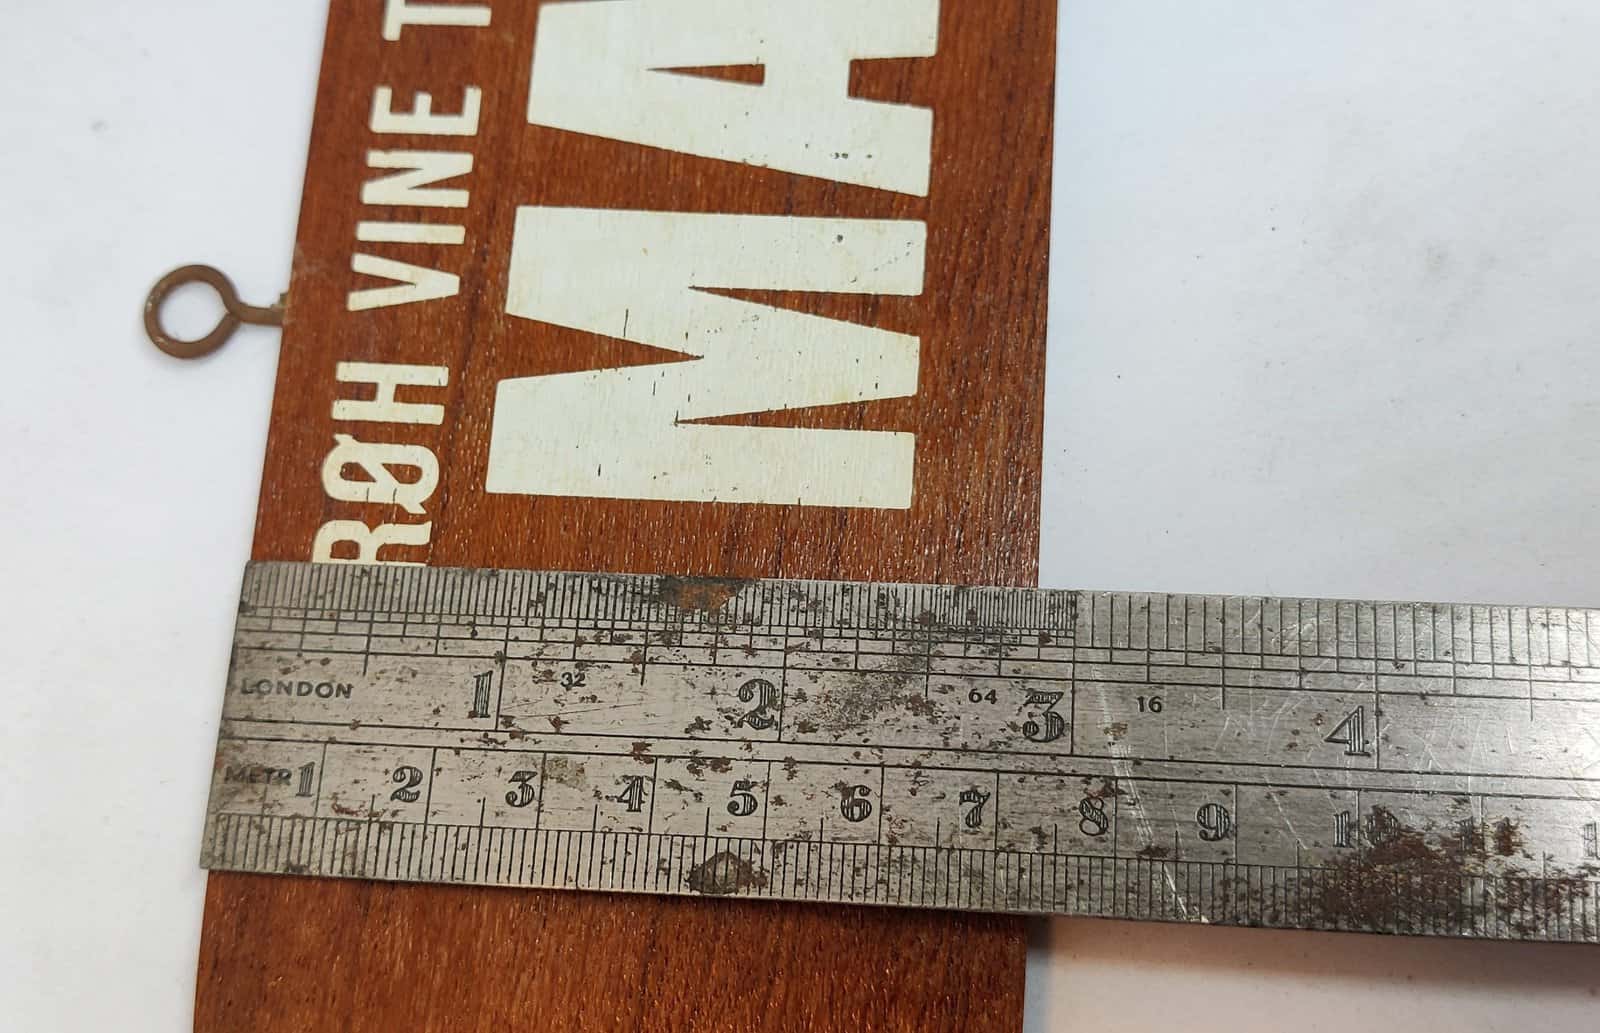 RØH VINE T
MA
LONDON 1 32 2 64 3 16 4
METR 1 2 3 4 5 6 7 8 9 10 11